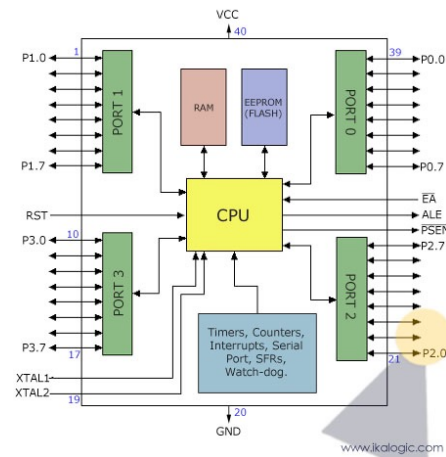 VCC
40
P1.0
1
39
P0.0
PORT 1
RAM
EEPROM
(FLASH)
PORT 0
P1.7
P0.7
CPU
EA
RST
ALE
PSEN
P3.0
10
P2.7
PORT 3
PORT 2
Timers, Counters,
Interrupts, Serial
Port, SFRs,
Watch-dog.
P3.7
17
21
P2.0
XTAL1
XTAL2
19
20
GND
www.ikalogic.com